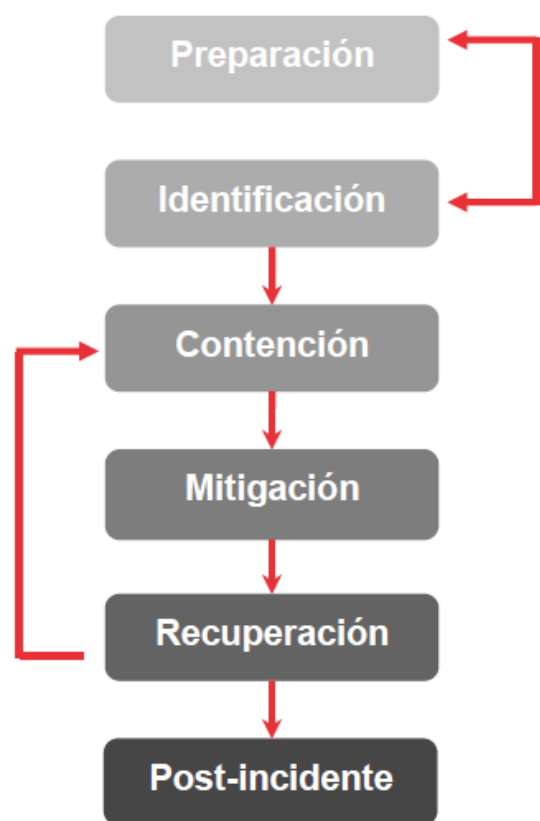 Preparación
Identificación
Contención
Mitigación
Recuperación
Post-incidente